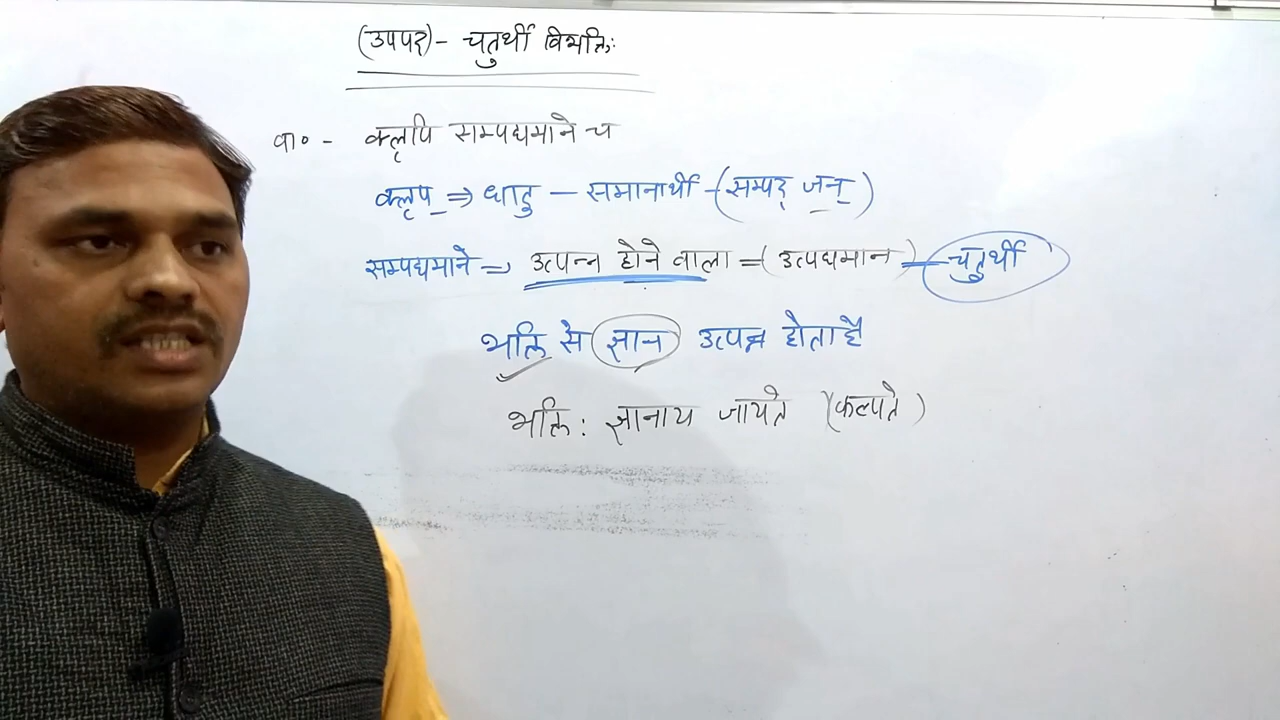 (उपपद) - चतुर्थी विभक्तिः
वा० - क्लृपि सम्पद्यमाने च
क्लृप् ⇒ धातु — समानार्थी - (सम्पद् जन्)
सम्पद्यमाने = उत्पन्न होने वाला = (उत्पद्यमान) - चतुर्थी
भक्ति से ज्ञान उत्पन्न होता है
भक्तिः ज्ञानाय जायते (कल्पते)